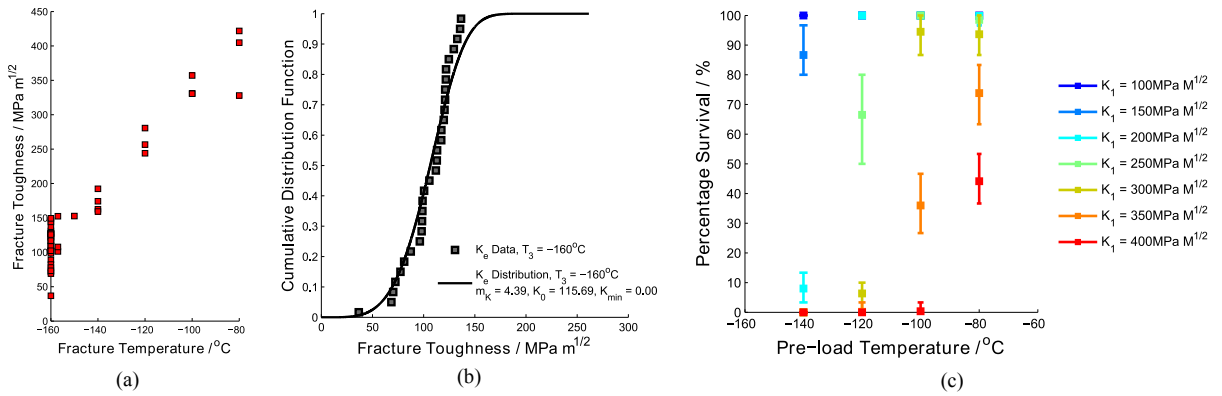 450
400
350
300
250
200
150
100
50
0
−160
−140
−120
−100
−80
Fracture Toughness / MPa m1/2
Fracture Temperature /oC
(a)
1
0.9
0.8
0.7
0.6
0.5
0.4
0.3
0.2
0.1
0
0
50
100
150
200
250
300
Cumulative Distribution Function
Ke Data, T3 = −160oC
Ke Distribution, T3 = −160oC
mK = 4.39, K0 = 115.69, Kmin = 0.00
Fracture Toughness / MPa m1/2
(b)
100
90
80
70
60
50
40
30
20
10
0
−160
−140
−120
−100
−80
−60
Percentage Survival / %
Pre−load Temperature /oC
(c)
K1 = 100MPa M1/2
K1 = 150MPa M1/2
K1 = 200MPa M1/2
K1 = 250MPa M1/2
K1 = 300MPa M1/2
K1 = 350MPa M1/2
K1 = 400MPa M1/2